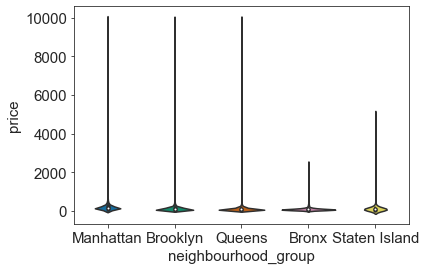 10000
8000
6000
4000
2000
0
price
Manhattan Brooklyn Queens Bronx Staten Island
neighbourhood_group